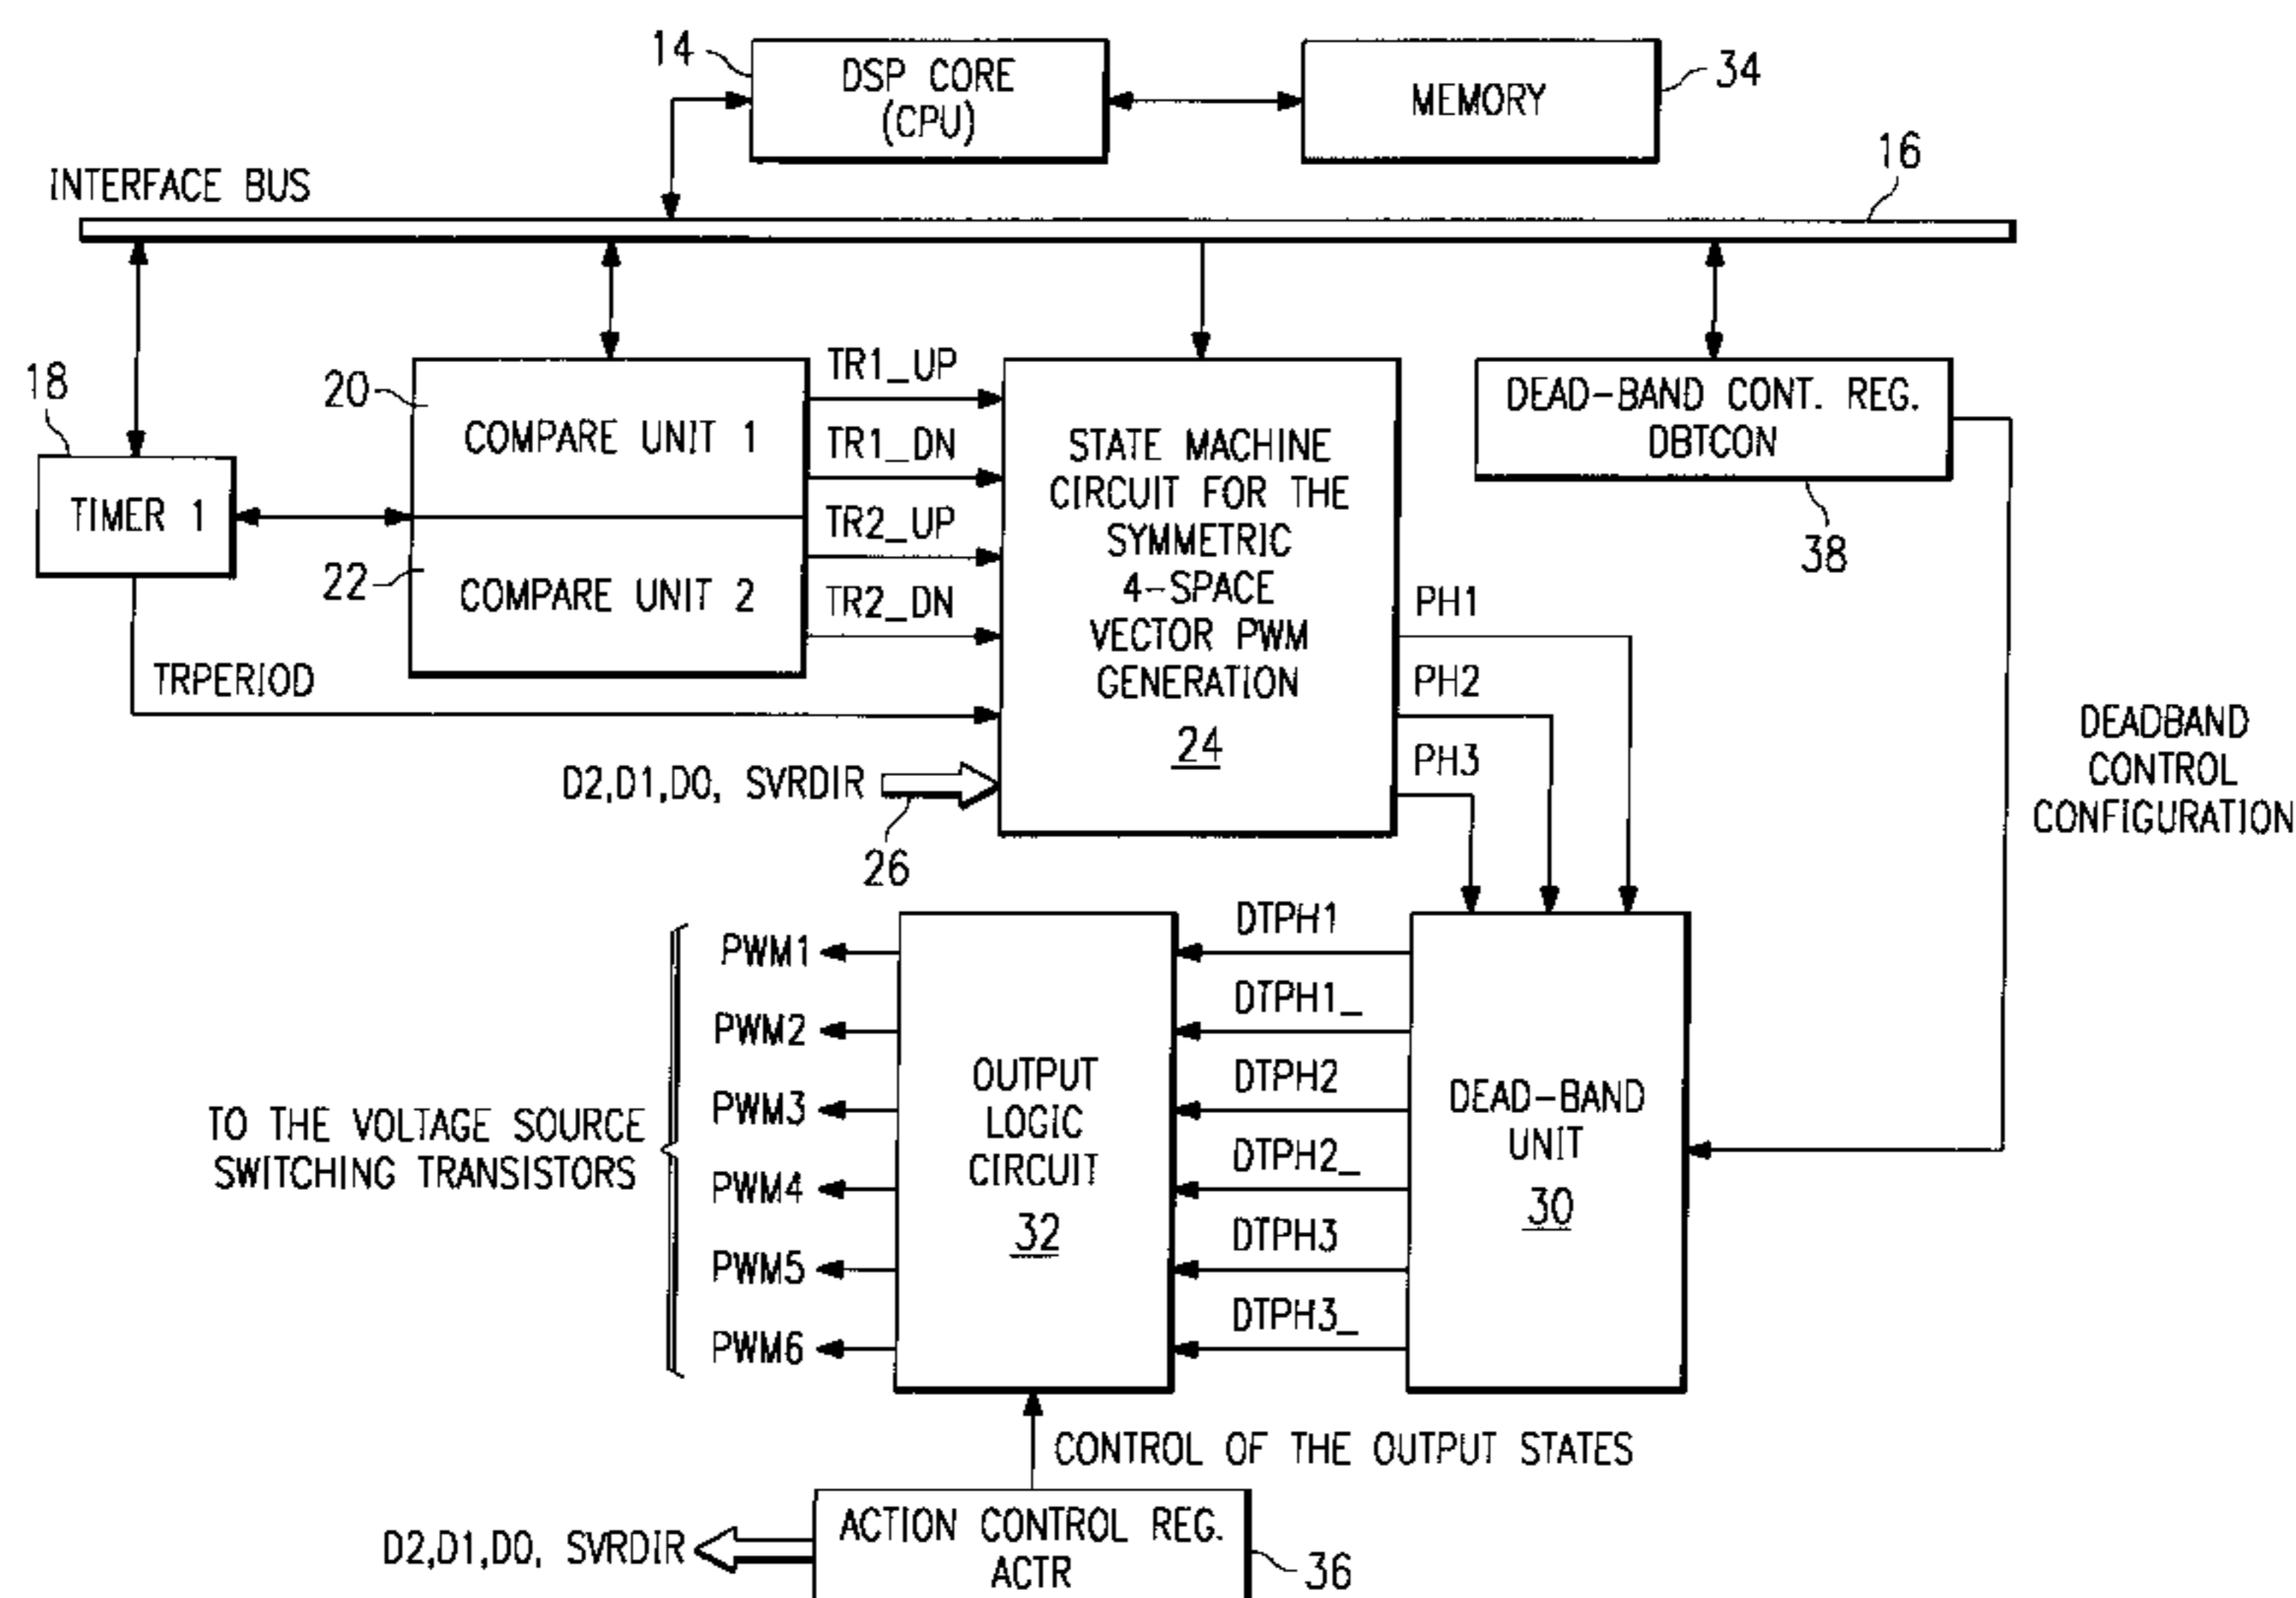 14
DSP CORE
(CPU)
MEMORY
34
INTERFACE BUS
16
18
TIMER 1
20
COMPARE UNIT 1
22
COMPARE UNIT 2
TR1_UP
TR1_DN
TR2_UP
TR2_DN
TRPERIOD
D2,D1,D0, SVRDIR
26
STATE MACHINE
CIRCUIT FOR THE
SYMMETRIC
4-SPACE
VECTOR PWM
GENERATION
24
DEAD-BAND CONT. REG.
DBTCON
38
PH1
PH2
PH3
DEADBAND
CONTROL
CONFIGURATION
TO THE VOLTAGE SOURCE
SWITCHING TRANSISTORS
PWM1
PWM2
PWM3
PWM4
PWM5
PWM6
OUTPUT
LOGIC
CIRCUIT
32
DTPH1
DTPH1_
DTPH2
DTPH2_
DTPH3
DTPH3_
DEAD-BAND
UNIT
30
CONTROL OF THE OUTPUT STATES
D2,D1,D0, SVRDIR
ACTION CONTROL REG.
ACTR
36